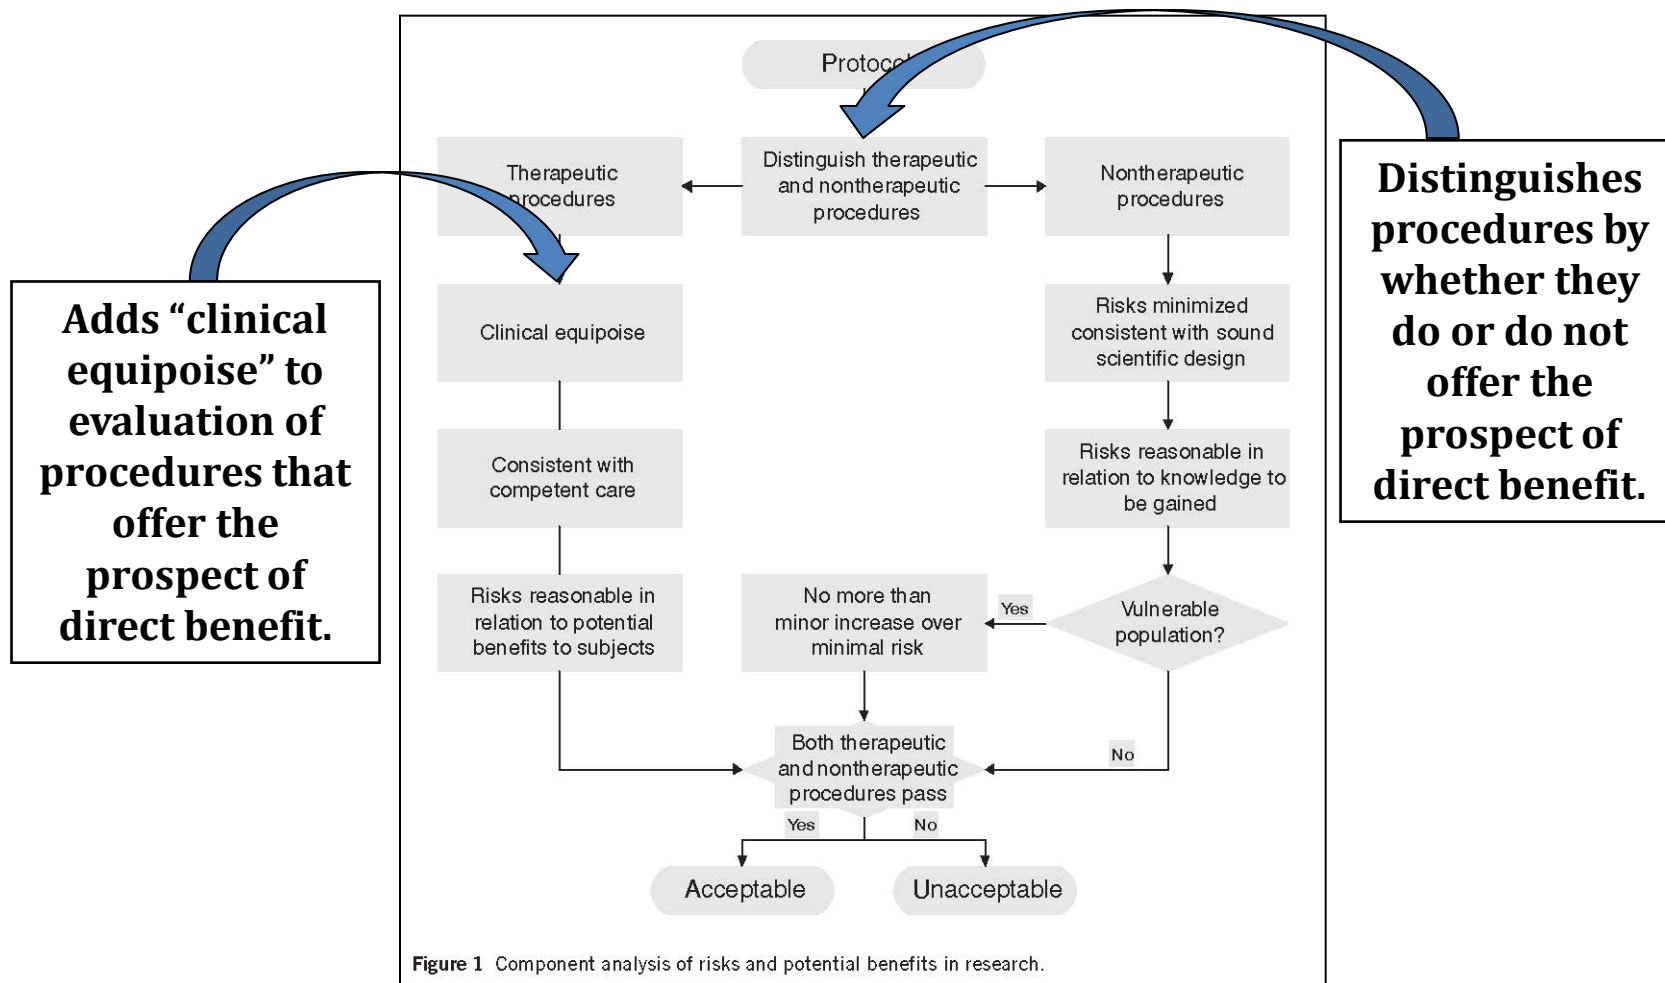 Protocol
Therapeutic
procedures
Distinguish therapeutic
and nontherapeutic
procedures
Nontherapeutic
procedures
Distinguishes
procedures by
whether they
do or do not
offer the
prospect of
direct benefit.
Adds “clinical
equipoise” to
evaluation of
procedures that
offer the
prospect of
direct benefit.
Clinical equipoise
Risks minimized
consistent with sound
scientific design
Consistent with
competent care
Risks reasonable in
relation to knowledge to
be gained
Risks reasonable in
relation to potential
benefits to subjects
No more than
minor increase over
minimal risk
Yes
Vulnerable
population?
Both therapeutic
and nontherapeutic
procedures pass
No
Yes
No
Acceptable
Unacceptable
Figure 1 Component analysis of risks and potential benefits in research.